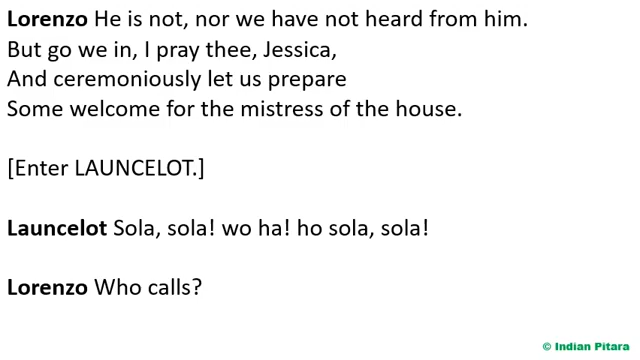 Lorenzo He is not, nor we have not heard from him.
But go we in, I pray thee, Jessica,
And ceremoniously let us prepare
Some welcome for the mistress of the house.
[Enter LAUNCELOT.]
Launcelot Sola, sola! wo ha! ho sola, sola!
Lorenzo Who calls?
© Indian Pitara